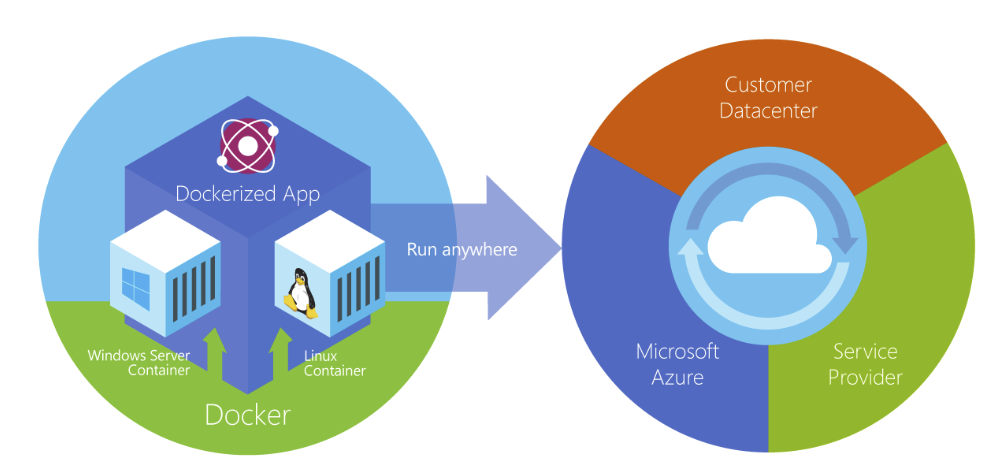 Dockerized App
Windows Server
Container
Linux
Container
Docker
Run anywhere
Customer
Datacenter
Microsoft
Azure
Service
Provider